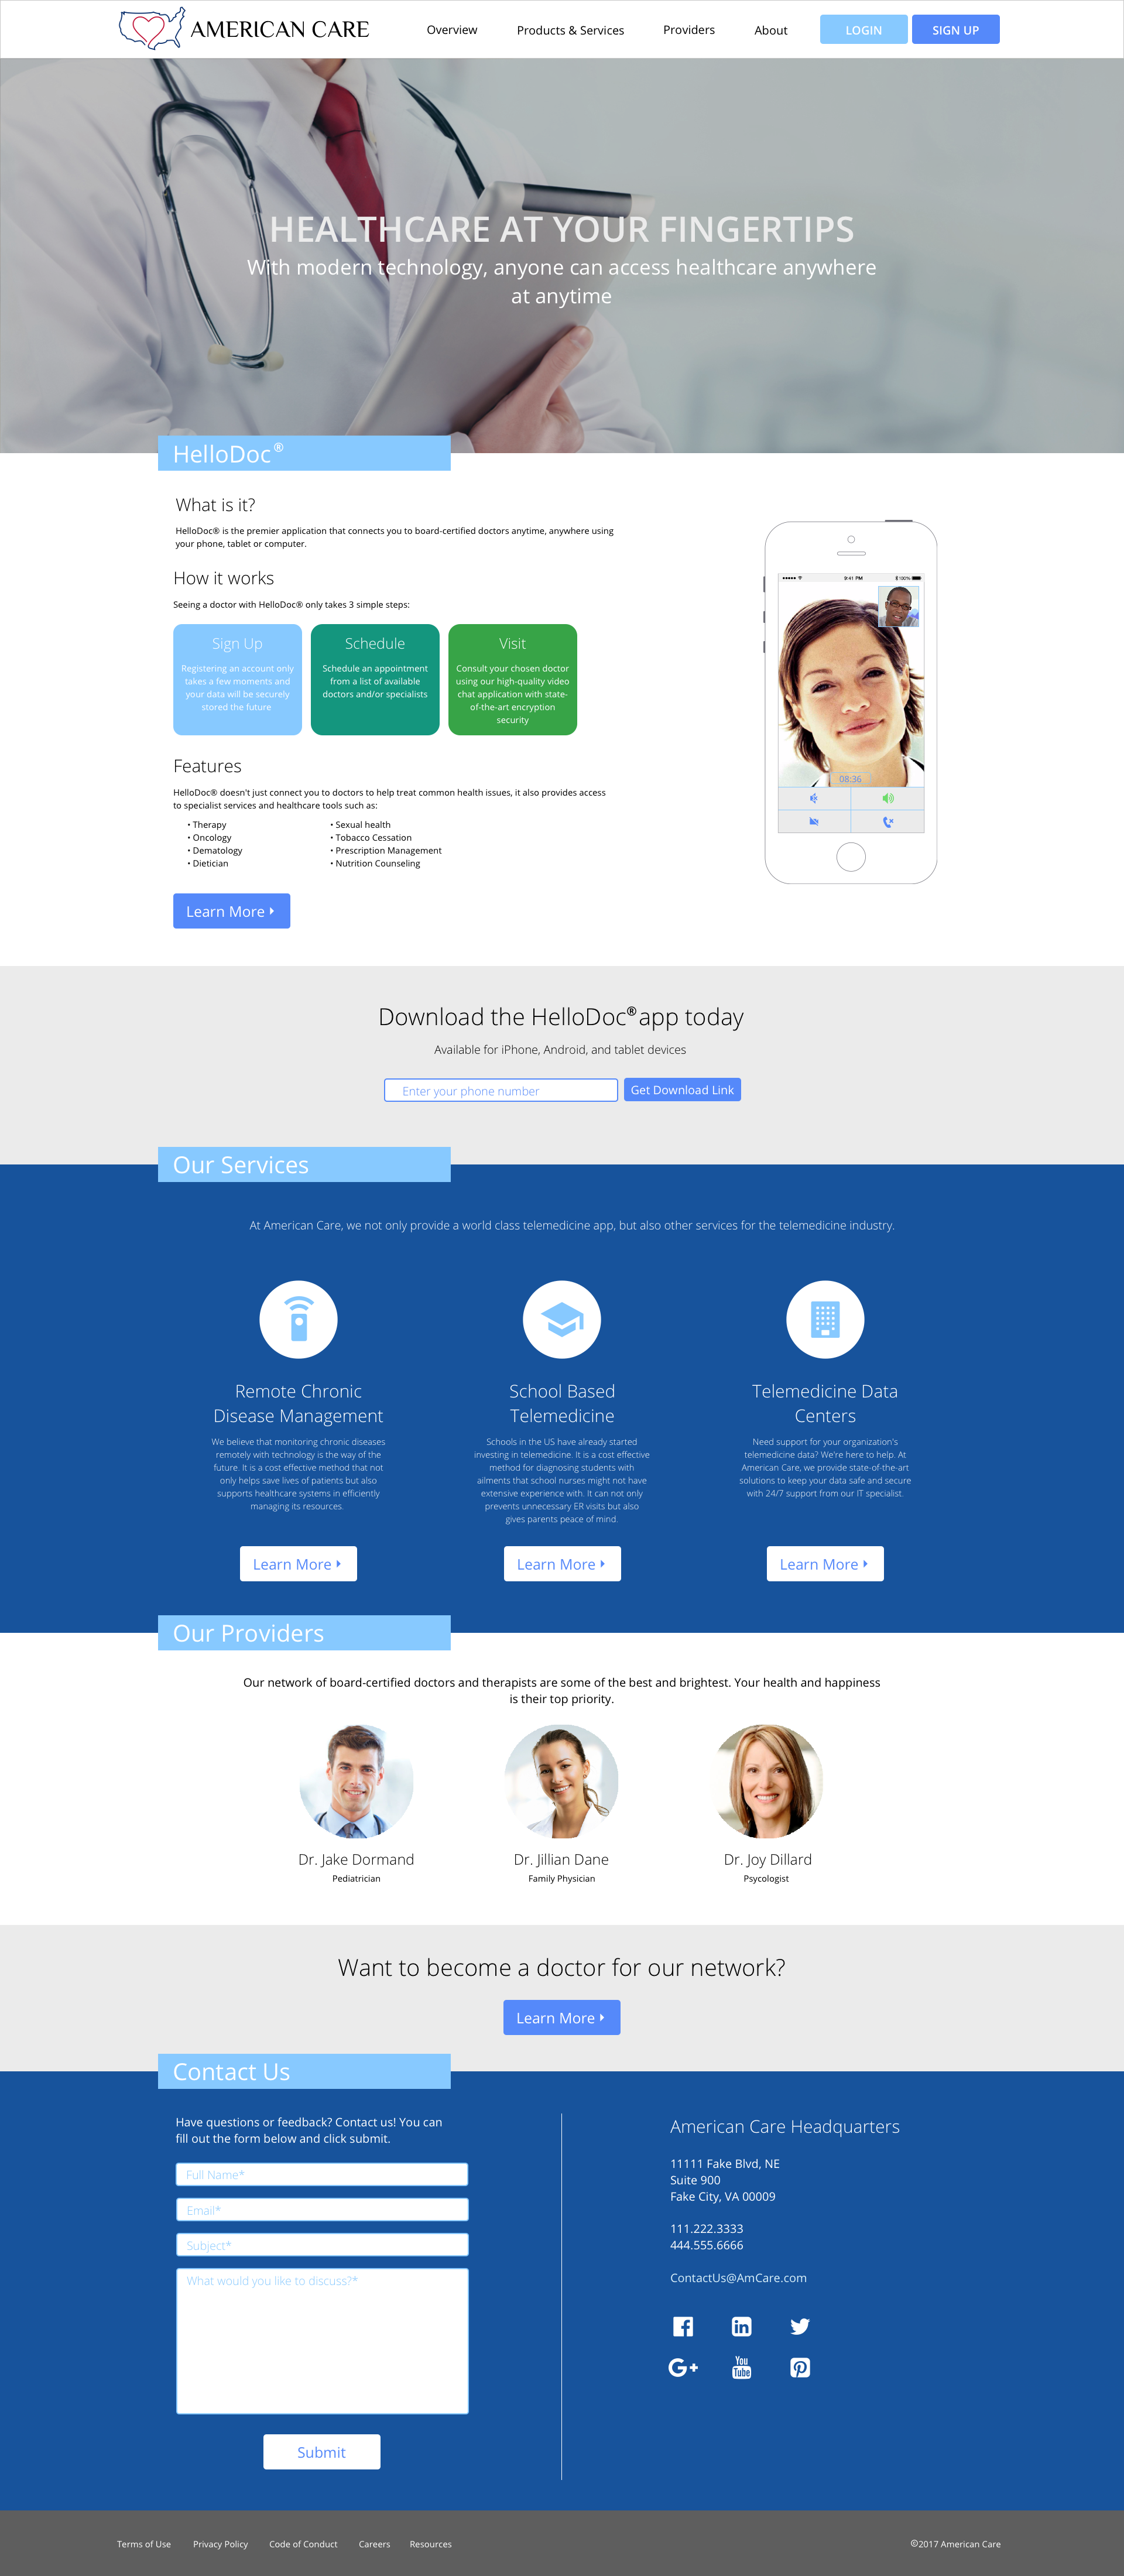 AMERICAN CARE
Overview
Products & Services
Providers
About
LOGIN
SIGN UP
HEALTHCARE AT YOUR FINGERTIPS
With modern technology, anyone can access healthcare anywhere
at anytime
HelloDoc®
What is it?
HelloDoc® is the premier application that connects you to board-certified doctors anytime, anywhere using
your phone, tablet or computer.
How it works
Seeing a doctor with HelloDoc® only takes 3 simple steps:
Sign Up
Registering an account only
takes a few moments and
your data will be securely
stored the future
Schedule
Schedule an appointment
from a list of available
doctors and/or specialists
Visit
Consult your chosen doctor
using our high-quality video
chat application with state-
of-the-art encryption
security
9:41 PM
100%
08:36
Features
HelloDoc® doesn't just connect you to doctors to help treat common health issues, it also provides access
to specialist services and healthcare tools such as:
• Therapy
• Oncology
• Dematology
• Dietician
• Sexual health
• Tobacco Cessation
• Prescription Management
• Nutrition Counseling
Learn More
Download the HelloDoc® app today
Available for iPhone, Android, and tablet devices
Enter your phone number
Get Download Link
Our Services
At American Care, we not only provide a world class telemedicine app, but also other services for the telemedicine industry.
Remote Chronic
Disease Management
We believe that monitoring chronic diseases
remotely with technology is the way of the
future. It is a cost effective method that not
only helps save lives of patients but also
supports healthcare systems in efficiently
managing its resources.
Learn More
School Based
Telemedicine
Schools in the US have already started
investing in telemedicine. It is a cost effective
method for diagnosing students with
ailments that school nurses might not have
extensive experience with. It can not only
prevents unnecessary ER visits but also
gives parents peace of mind.
Learn More
Telemedicine Data
Centers
Need support for your organization's
telemedicine data? We're here to help. At
American Care, we provide state-of-the-art
solutions to keep your data safe and secure
with 24/7 support from our IT specialist.
Learn More
Our Providers
Our network of board-certified doctors and therapists are some of the best and brightest. Your health and happiness
is their top priority.
Dr. Jake Dormand
Pediatrician
Dr. Jillian Dane
Family Physician
Dr. Joy Dillard
Psycologist
Want to become a doctor for our network?
Learn More
Contact Us
Have questions or feedback? Contact us! You can
fill out the form below and click submit.
Full Name*
Email*
Subject*
What would you like to discuss?*
Submit
American Care Headquarters
11111 Fake Blvd, NE
Suite 900
Fake City, VA 00009
111.222.3333
444.555.6666
ContactUs@AmCare.com
in
G+
You
Tube
Terms of Use
Privacy Policy
Code of Conduct
Careers
Resources
©2017 American Care